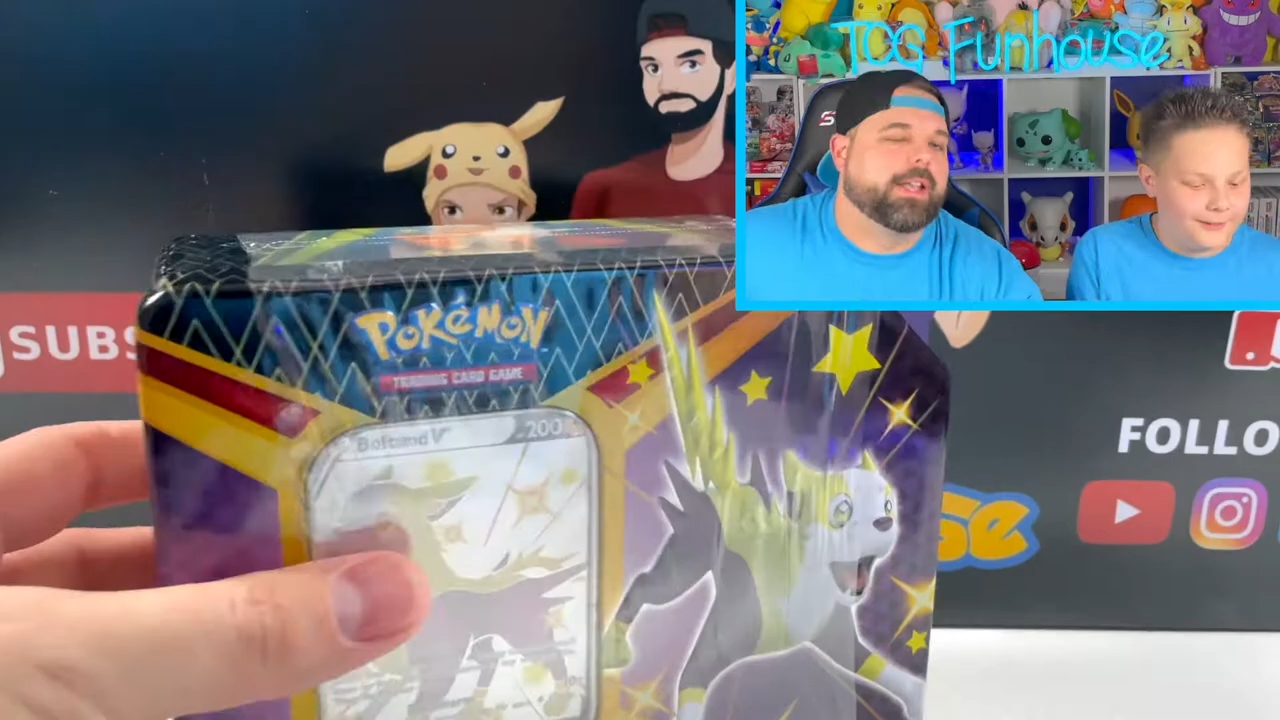 TCG Funhouse
SUBS
POKéMON
TRADING CARD GAME
Boltund V 200
FOLLO
se